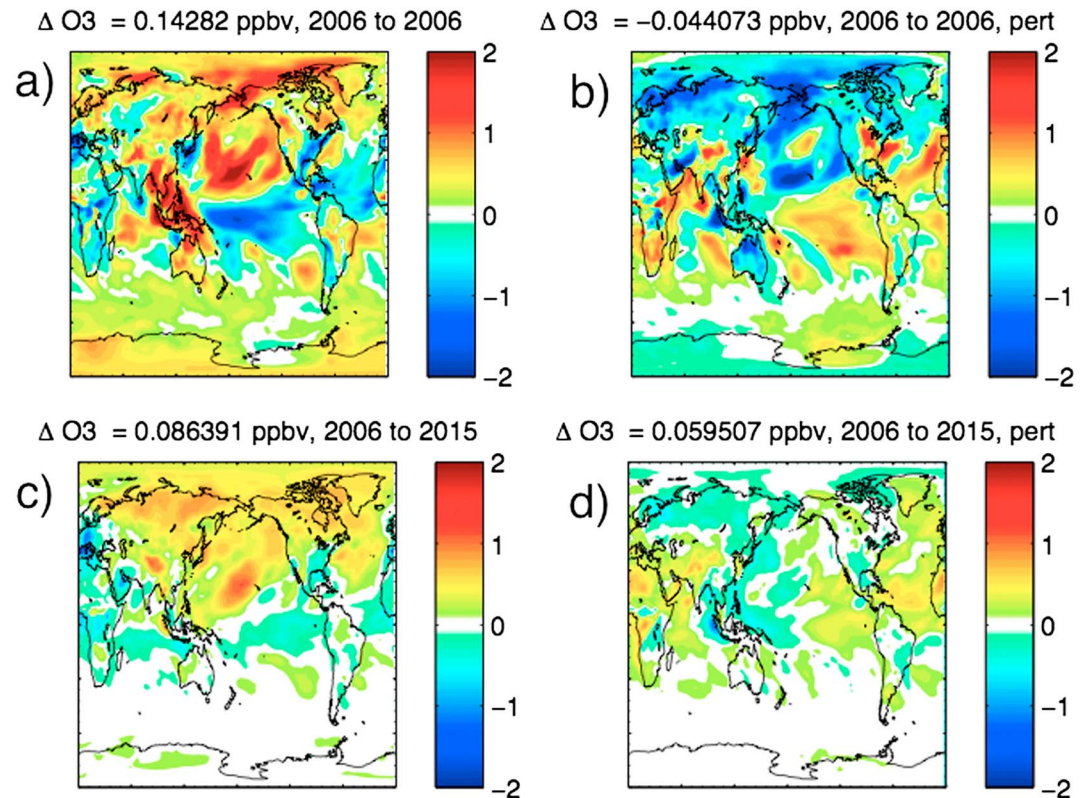 Δ O3 = 0.14282 ppbv, 2006 to 2006
Δ O3 = −0.044073 ppbv, 2006 to 2006, pert
a)
2
1
0
−1
−2
b)
2
1
0
−1
−2
Δ O3 = 0.086391 ppbv, 2006 to 2015
Δ O3 = 0.059507 ppbv, 2006 to 2015, pert
c)
2
1
0
−1
−2
d)
2
1
0
−1
−2